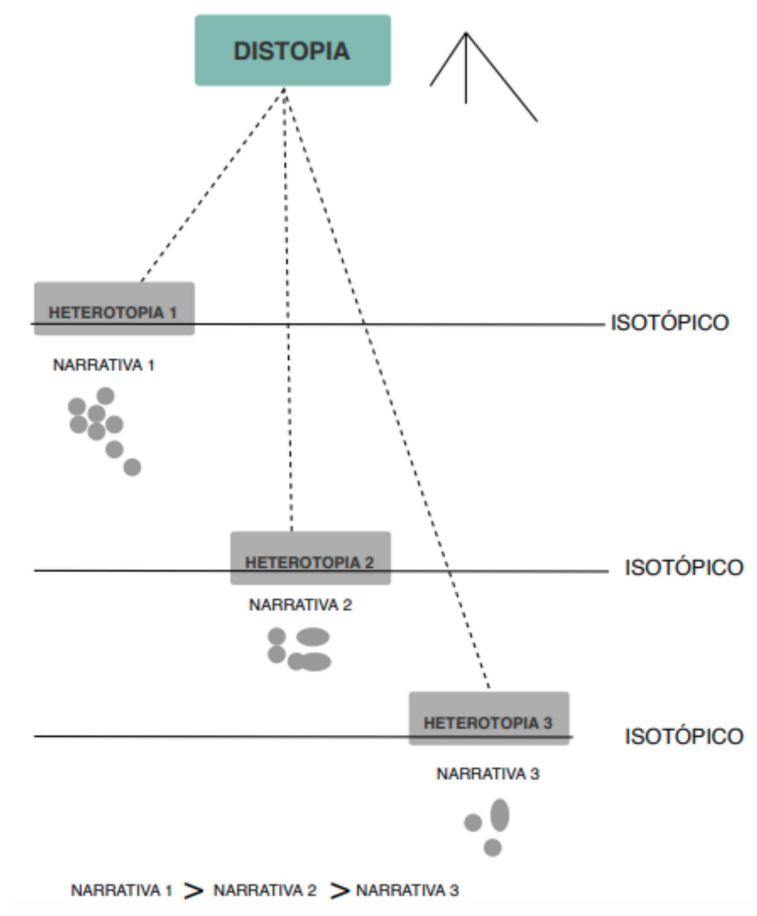 DISTOPIA
HETEROTOPIA 1
ISOTÓPICO
NARRATIVA 1
HETEROTOPIA 2
ISOTÓPICO
NARRATIVA 2
HETEROTOPIA 3
ISOTÓPICO
NARRATIVA 3
NARRATIVA 1 > NARRATIVA 2 > NARRATIVA 3